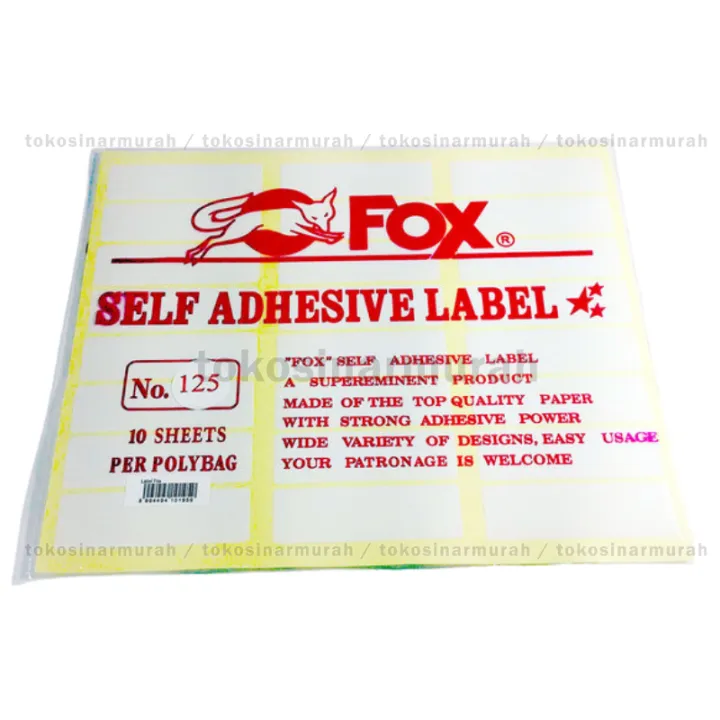 tokosinarmurah / tokosinarmurah / tokosinarmurah / tokosinarmurah
FOX®
SELF ADHESIVE LABEL
No. 125
10 SHEETS
PER POLYBAG
"FOX" SELF ADHESIVE LABEL
A SUPEREMINENT PRODUCT
MADE OF THE TOP QUALITY PAPER
WITH STRONG ADHESIVE POWER
WIDE VARIETY OF DESIGNS, EASY USAGE
YOUR PATRONAGE IS WELCOME
tokosinarmurah
Label Fox
tokosinarmurah / tokosinarmurah / tokosinarmurah / tokosinarmurah